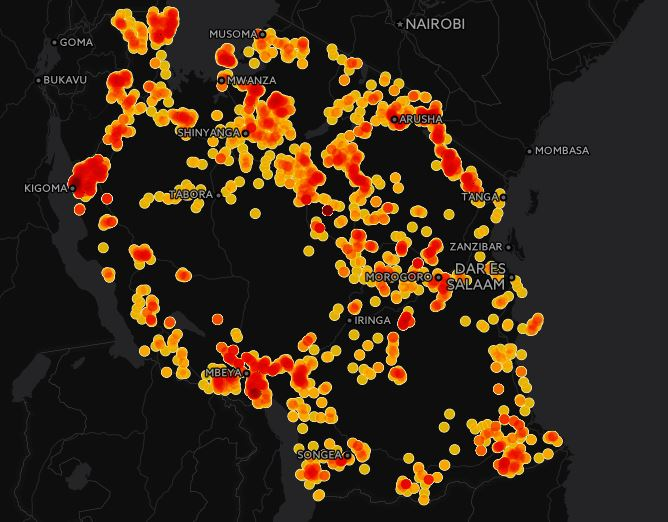 NAIROBI
MUSOMA
GOMA
BUKAVU
MWANZA
ARUSHA
SHINYANGA
MOMBASA
KIGOMA
TABORA
TANGA
ZANZIBAR
DAR ES
SALAAM
MOROGORO
IRINGA
MBEYA
SONGEA